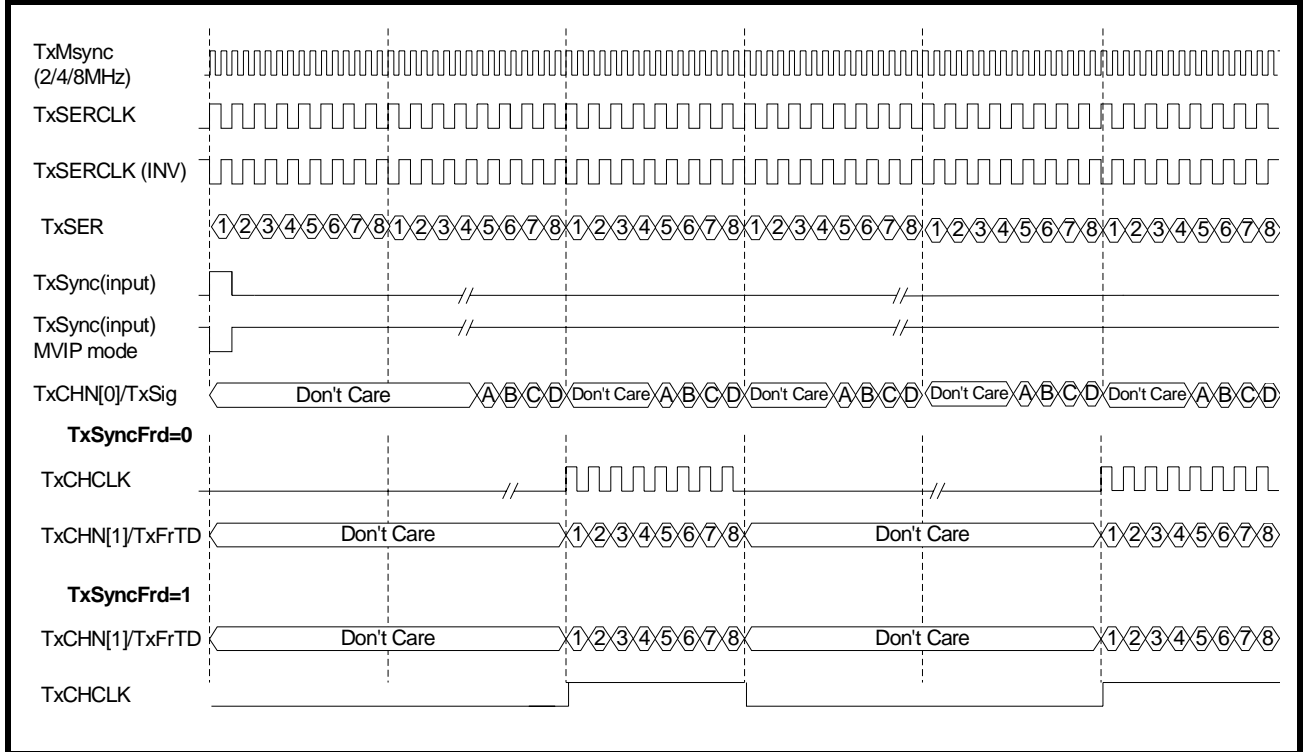 TxMsync
(2/4/8MHz)
TxSERCLK
TxSERCLK (INV)
TxSER 1 2 3 4 5 6 7 8 1 2 3 4 5 6 7 8 1 2 3 4 5 6 7 8 1 2 3 4 5 6 7 8 1 2 3 4 5 6 7 8 1 2 3 4 5 6 7 8
TxSync(input)
TxSync(input)
MVIP mode
TxCHN[0]/TxSig Don't Care A B C D Don't Care A B C D Don't Care A B C D Don't Care A B C D Don't Care A B C D
TxSyncFrd=0
TxCHCLK
TxCHN[1]/TxFrTD Don't Care 1 2 3 4 5 6 7 8 Don't Care 1 2 3 4 5 6 7 8
TxSyncFrd=1
TxCHN[1]/TxFrTD Don't Care 1 2 3 4 5 6 7 8 Don't Care 1 2 3 4 5 6 7 8
TxCHCLK